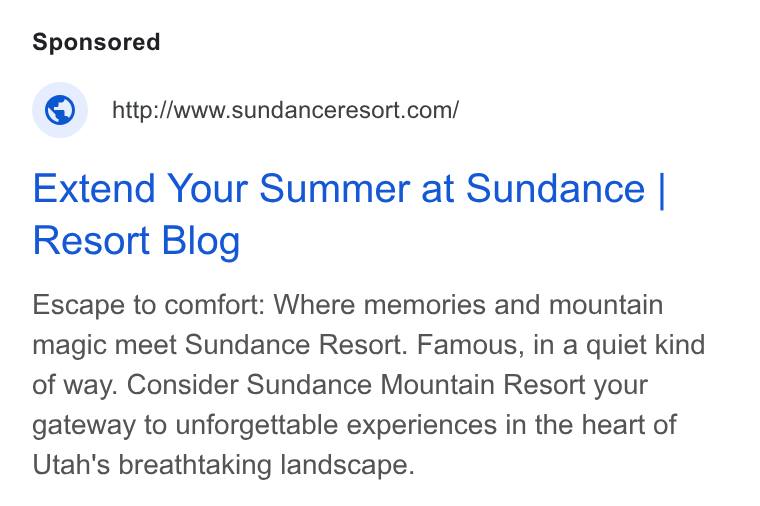 Sponsored
http://www.sundanceresort.com/
Extend Your Summer at Sundance |
Resort Blog
Escape to comfort: Where memories and mountain
magic meet Sundance Resort. Famous, in a quiet kind
of way. Consider Sundance Mountain Resort your
gateway to unforgettable experiences in the heart of
Utah's breathtaking landscape.